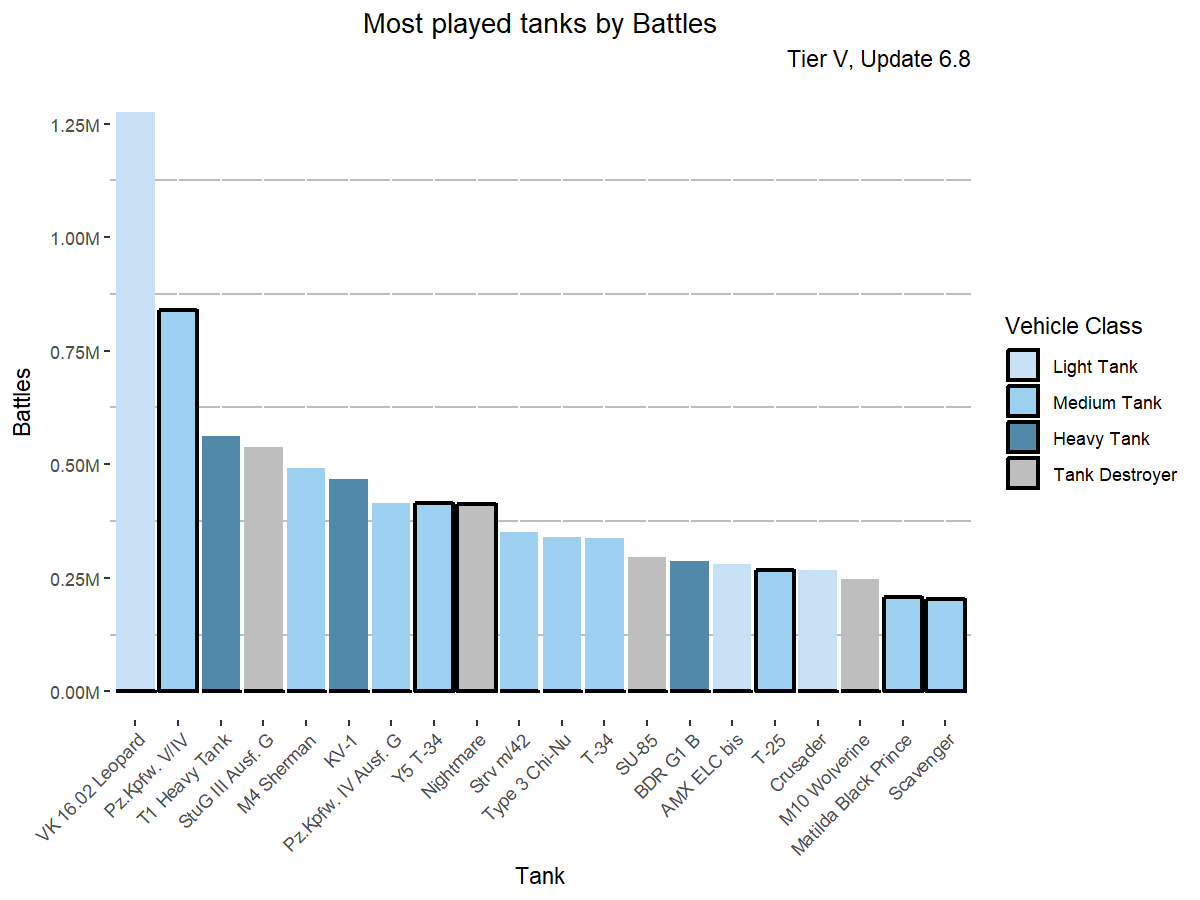 Most played tanks by Battles
Tier V, Update 6.8
Battles
1.25M
1.00M
0.75M
0.50M
0.25M
0.00M
VK 16.02 Leopard
Pz.Kpfw. V/IV
T1 Heavy Tank
StuG III Ausf. G
M4 Sherman
KV-1
Pz.Kpfw. IV Ausf. G
Y5 T-34
Nightmare
Strv m/42
Type 3 Chi-Nu
T-34
SU-85
BDR G1 B
AMX ELC bis
T-25
Crusader
M10 Wolverine
Matilda Black Prince
Scavenger
Tank
Vehicle Class
Light Tank
Medium Tank
Heavy Tank
Tank Destroyer